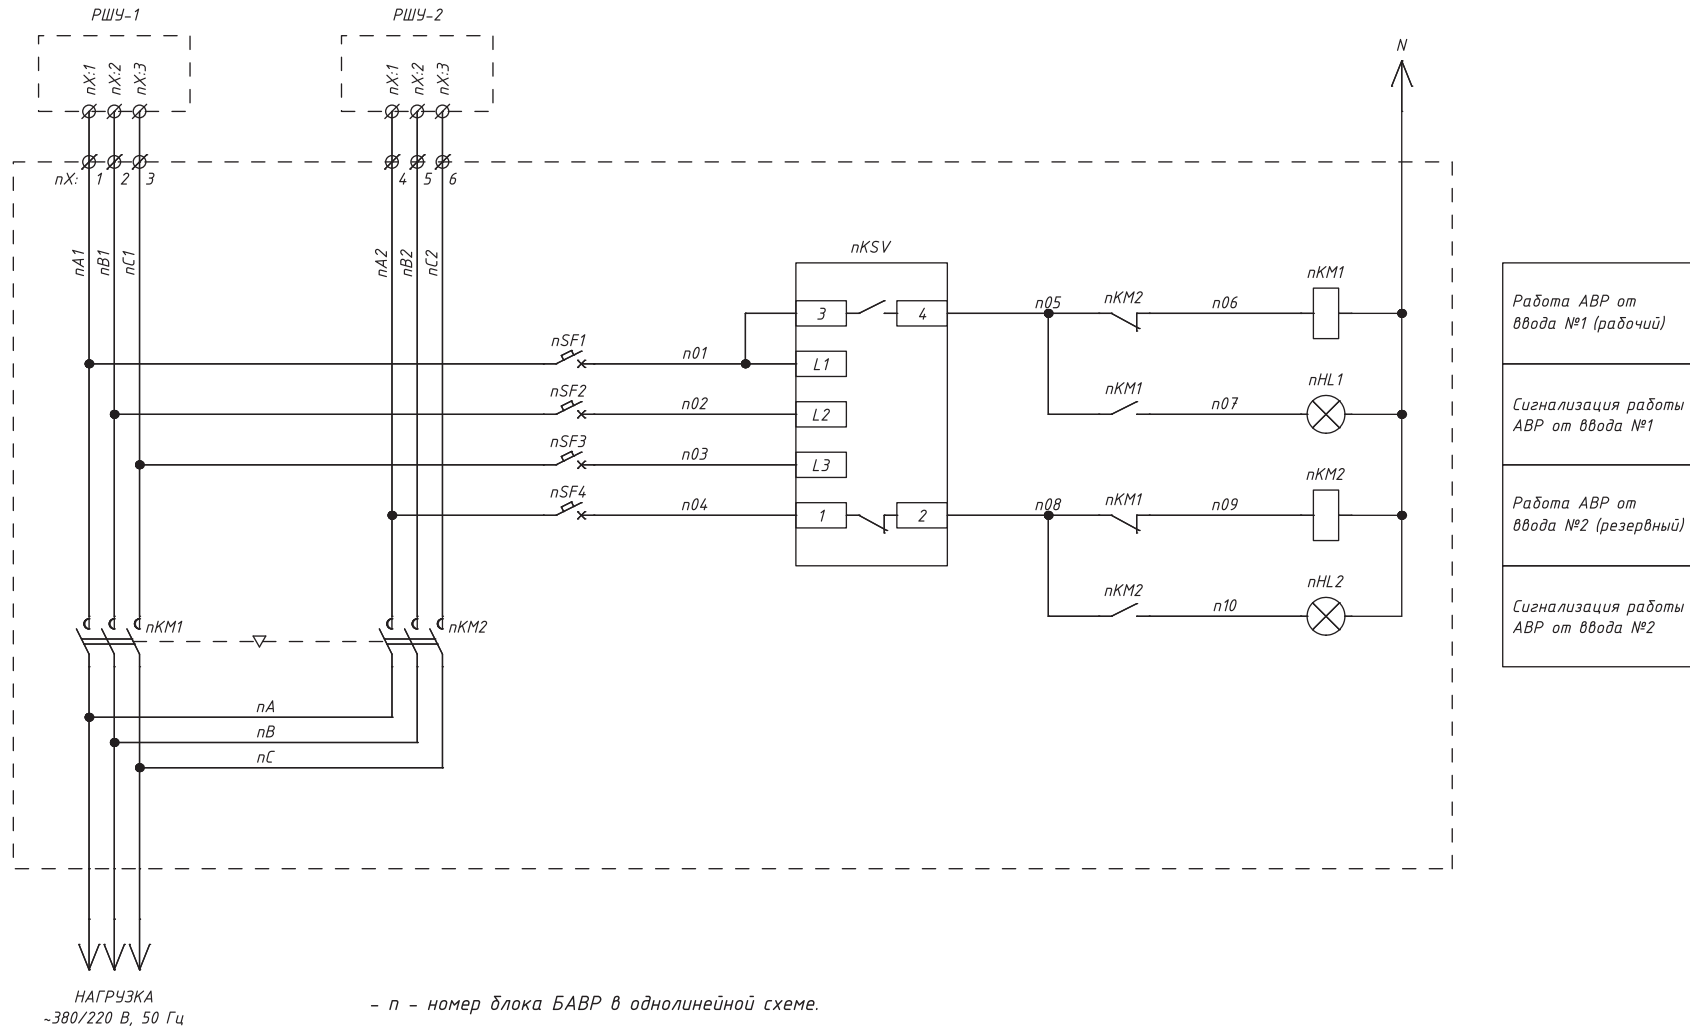 РШУ-1
РШУ-2
nX:1
nX:2
nX:3
nX:1
nX:2
nX:3
N
nX: 1 2 3
4 5 6
nA1
nB1
nC1
nA2
nB2
nC2
nKSV
3
4
L1
L2
L3
1
2
nSF1
n01
nSF2
n02
nSF3
n03
nSF4
n04
n05
nKM2
n06
nKM1
nKM1
n07
nHL1
n08
nKM1
n09
nKM2
nKM2
n10
nHL2
Работа АВР от
ввода №1 (рабочий)
Сигнализация работы
АВР от ввода №1
Работа АВР от
ввода №2 (резервный)
Сигнализация работы
АВР от ввода №2
nKM1
nKM2
nA
nB
nC
НАГРУЗКА
~380/220 В, 50 Гц
- n - номер блока БАВР в однолинейной схеме.